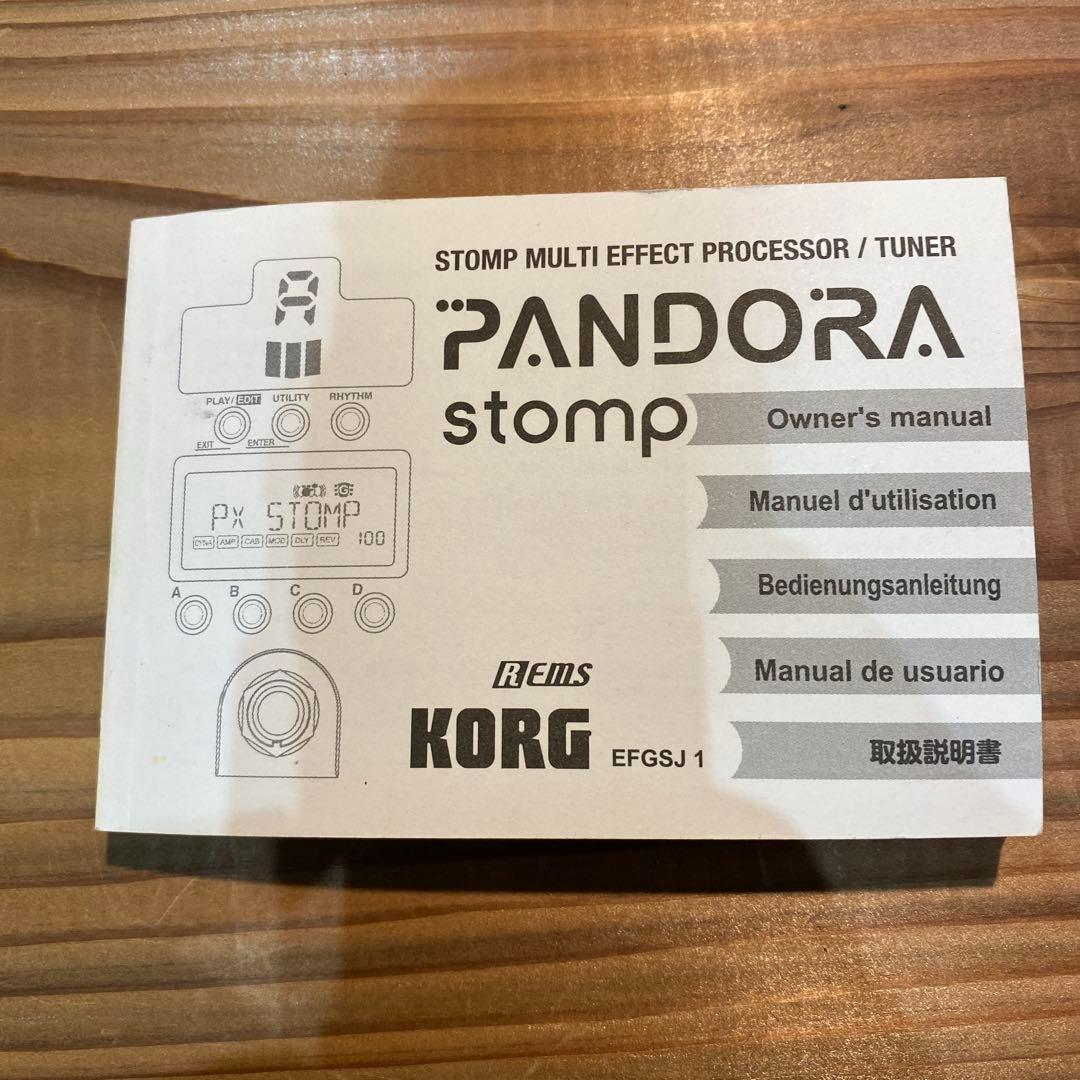 STOMP MULTI EFFECT PROCESSOR / TUNER
PANDORA
stomp
Owner's manual
Manuel d'utilisation
Bedienungsanleitung
Manual de usuario
取扱説明書
A
PLAY/EDIT UTILITY RHYTHM
EXIT ENTER
G
PX STOMP
DYNA AMP CAB MOD DLY REV 100
A B C D
REMS
KORG EFGSJ 1